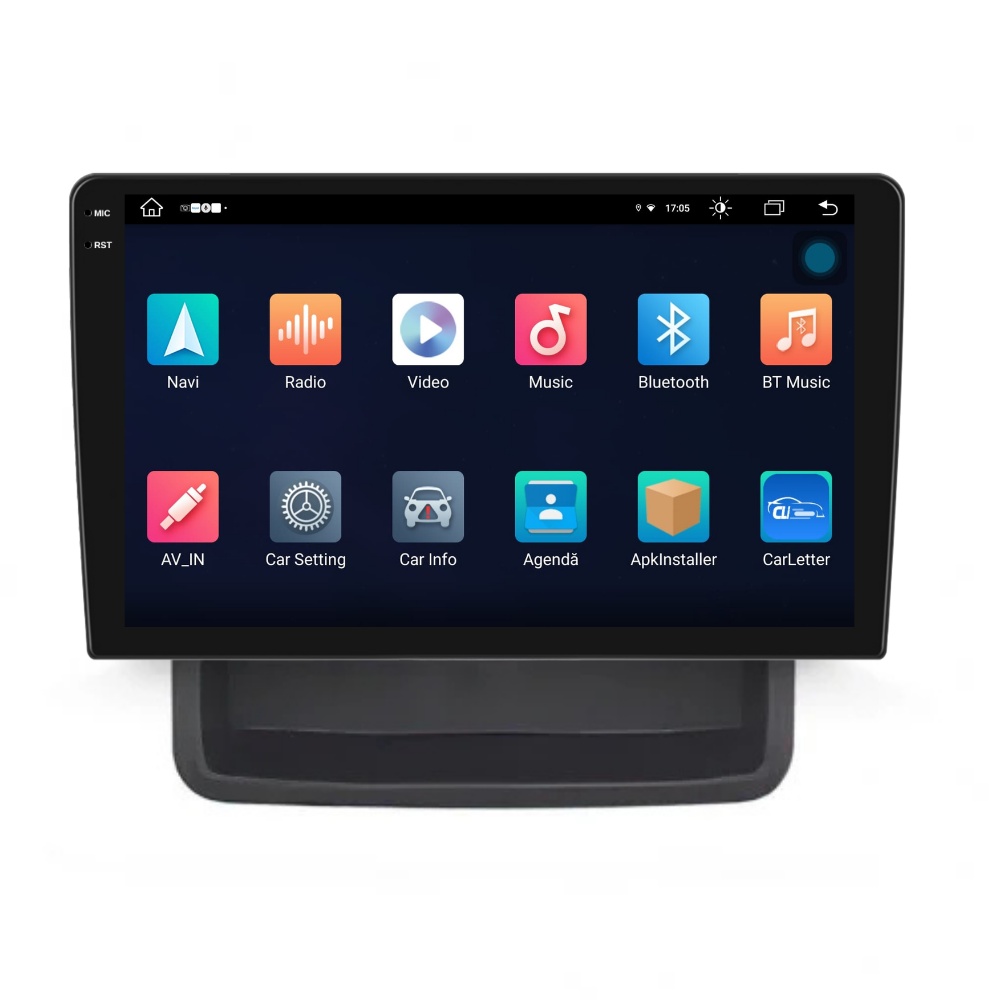 MIC
17:05
RST
Navi Radio Video Music Bluetooth BT Music
AV_IN Car Setting Car Info Agendă ApkInstaller CarLetter